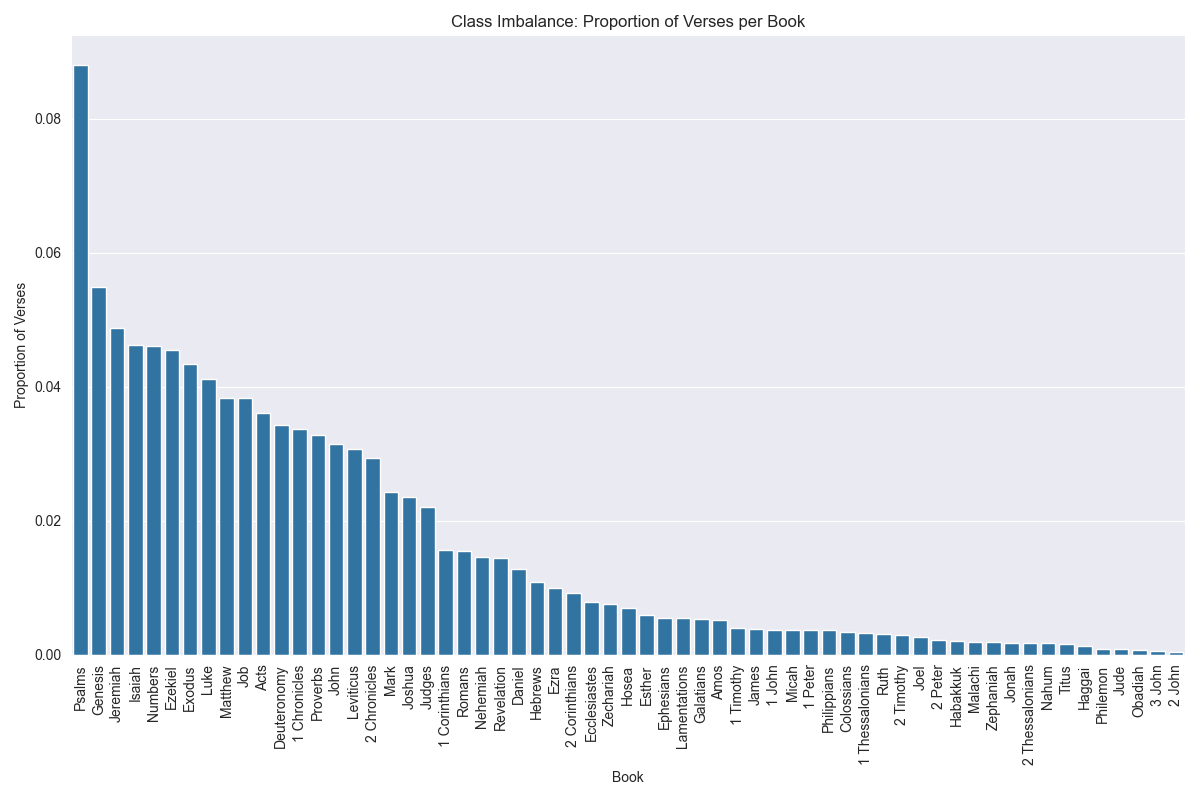 Class Imbalance: Proportion of Verses per Book
Proportion of Verses
0.08
0.06
0.04
0.02
0.00
Psalms
Genesis
Jeremiah
Isaiah
Numbers
Ezekiel
Exodus
Luke
Matthew
Job
Acts
Deuteronomy
1 Chronicles
Proverbs
John
Leviticus
2 Chronicles
Mark
Joshua
Judges
1 Corinthians
Romans
Nehemiah
Revelation
Daniel
Hebrews
Ezra
2 Corinthians
Ecclesiastes
Zechariah
Hosea
Esther
Ephesians
Lamentations
Galatians
Amos
1 Timothy
James
1 John
Micah
1 Peter
Philippians
Colossians
1 Thessalonians
Ruth
2 Timothy
Joel
2 Peter
Habakkuk
Malachi
Zephaniah
Jonah
2 Thessalonians
Nahum
Titus
Haggai
Philemon
Jude
Obadiah
3 John
2 John
Book